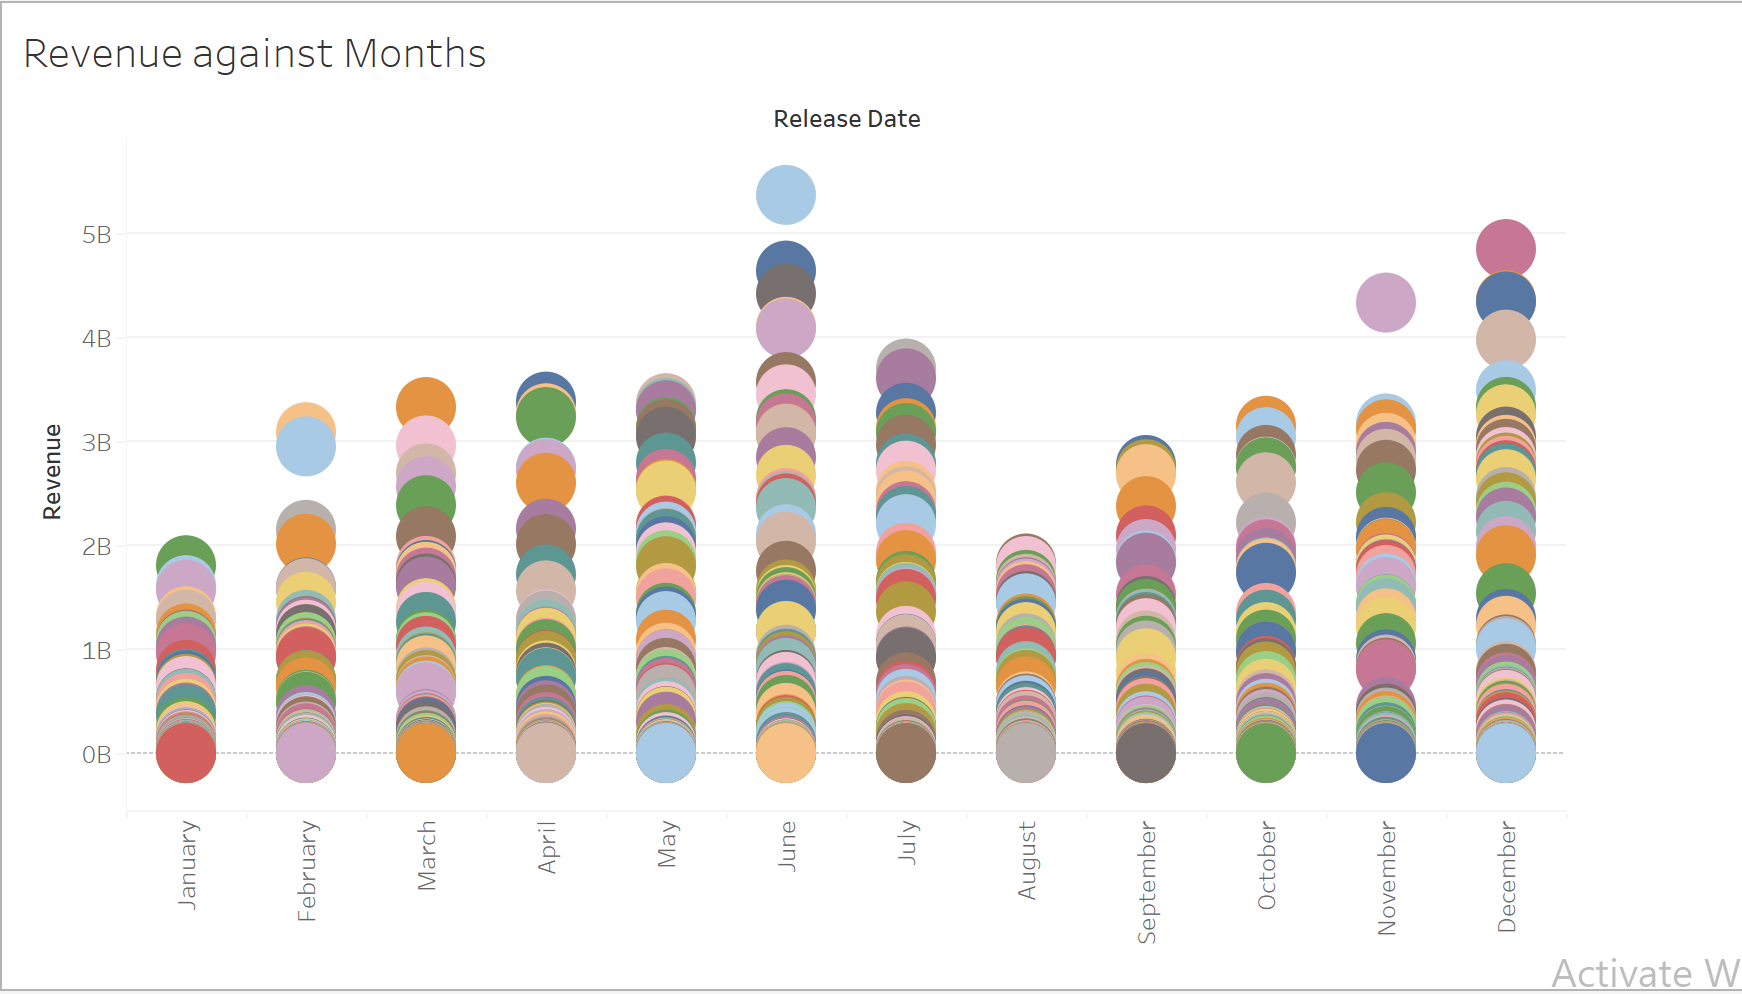 Revenue against Months
Release Date
Revenue
5B
4B
3B
2B
1B
0B
January
February
March
April
May
June
July
August
September
October
November
December
Activate W